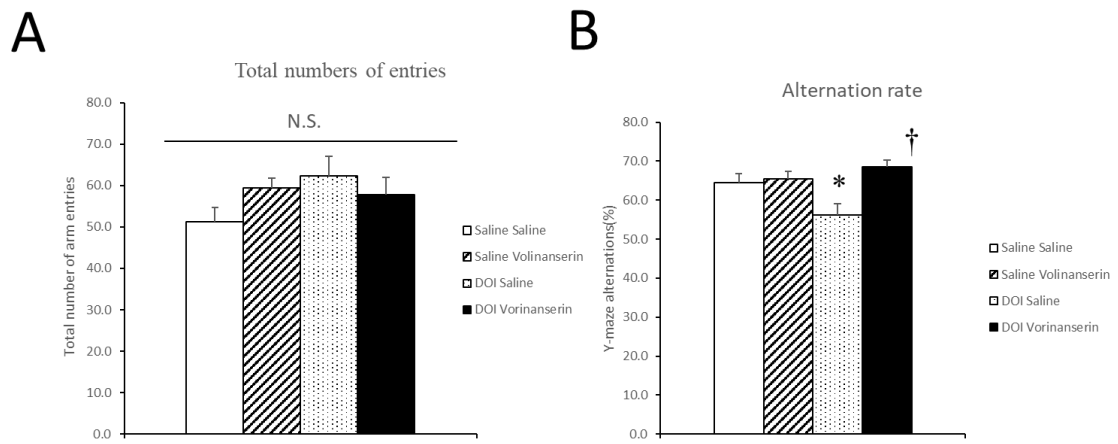 A
Total numbers of entries
Total number of arm entries
80.0
70.0
60.0
50.0
40.0
30.0
20.0
10.0
0.0
N.S.
Saline Saline
Saline Volinanserin
DOI Saline
DOI Vorinanserin
B
Alternation rate
Y-maze alternations(%)
80.0
70.0
60.0
50.0
40.0
30.0
20.0
10.0
0.0
*
†
Saline Saline
Saline Volinanserin
DOI Saline
DOI Vorinanserin